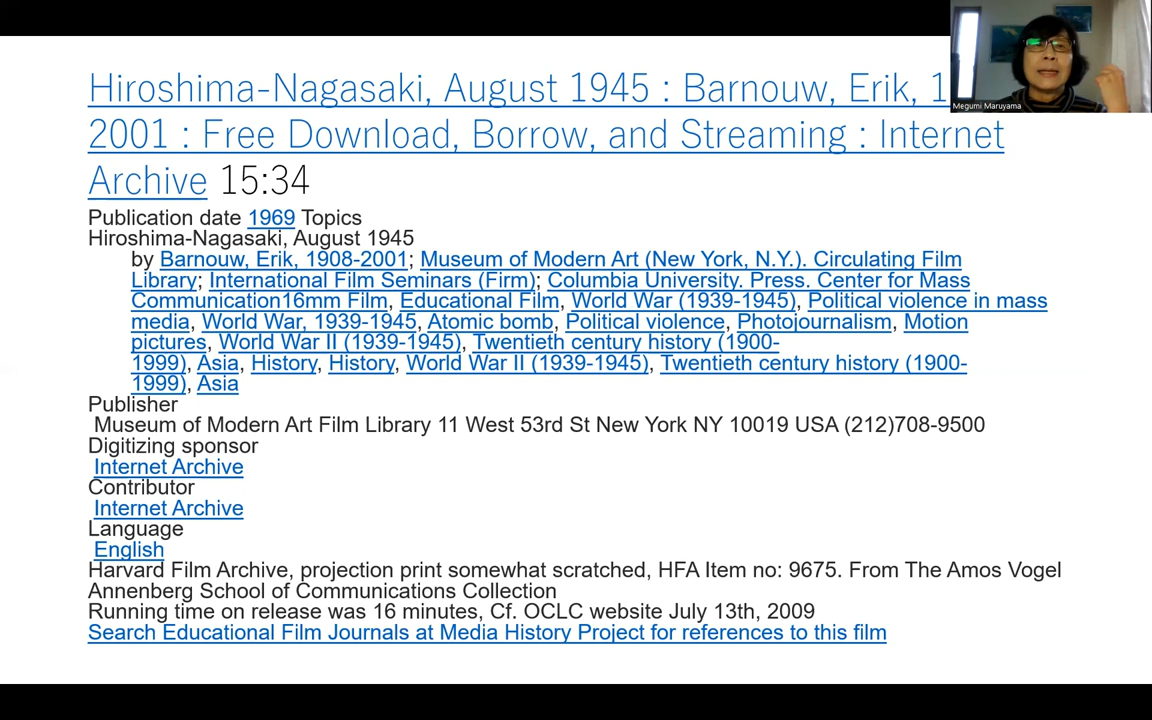 Hiroshima-Nagasaki, August 1945 : Barnouw, Erik, 1
2001 : Free Download, Borrow, and Streaming : Internet
Archive 15:34
Megumi Maruyama
Publication date 1969 Topics
Hiroshima-Nagasaki, August 1945
by Barnouw, Erik, 1908-2001; Museum of Modern Art (New York, N.Y.). Circulating Film
Library; International Film Seminars (Firm); Columbia University. Press. Center for Mass
Communication16mm Film, Educational Film, World War (1939-1945), Political violence in mass
media, World War, 1939-1945, Atomic bomb, Political violence, Photojournalism, Motion
pictures, World War II (1939-1945), Twentieth century history (1900-
1999), Asia, History, History, World War II (1939-1945), Twentieth century history (1900-
1999), Asia
Publisher
Museum of Modern Art Film Library 11 West 53rd St New York NY 10019 USA (212)708-9500
Digitizing sponsor
Internet Archive
Contributor
Internet Archive
Language
English
Harvard Film Archive, projection print somewhat scratched, HFA Item no: 9675. From The Amos Vogel
Annenberg School of Communications Collection
Running time on release was 16 minutes, Cf. OCLC website July 13th, 2009
Search Educational Film Journals at Media History Project for references to this film